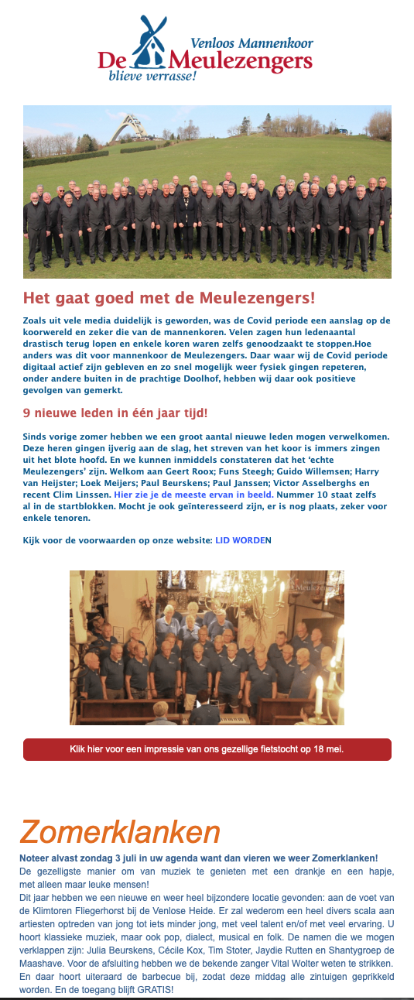 Venloos Mannenkoor
De Meulezengers
blieve verrasse!
Het gaat goed met de Meulezengers!
Zoals uit vele media duidelijk is geworden, was de Covid periode een aanslag op de
koorwereld en zeker die van de mannenkoren. Velen zagen hun ledenaantal
drastisch terug lopen en enkele koren waren zelfs genoodzaakt te stoppen.Hoe
anders was dit voor mannenkoor de Meulezengers. Daar waar wij de Covid periode
digitaal actief zijn gebleven en zo snel mogelijk weer fysiek gingen repeteren,
onder andere buiten in de prachtige Doolhof, hebben wij daar ook positieve
gevolgen van gemerkt.
9 nieuwe leden in één jaar tijd!
Sinds vorige zomer hebben we een groot aantal nieuwe leden mogen verwelkomen.
Deze heren gingen ijverig aan de slag, het streven van het koor is immers zingen
uit het blote hoofd. En we kunnen inmiddels constateren dat het ‘echte
Meulezengers’ zijn. Welkom aan Geert Roox; Funs Steegh; Guido Willemsen; Harry
van Heijster; Loek Meijers; Paul Beurskens; Paul Janssen; Victor Asselberghs en
recent Clim Linssen. Hier zie je de meeste ervan in beeld. Nummer 10 staat zelfs
al in de startblokken. Mocht je ook geïnteresseerd zijn, er is nog plaats, zeker voor
enkele tenoren.
Kijk voor de voorwaarden op onze website: LID WORDEN
Meulezengers
Klik hier voor een impressie van ons gezellige fietstocht op 18 mei.
Zomerklanken
Noteer alvast zondag 3 juli in uw agenda want dan vieren we weer Zomerklanken!
De gezelligste manier om van muziek te genieten met een drankje en een hapje,
met alleen maar leuke mensen!
Dit jaar hebben we een nieuwe en weer heel bijzondere locatie gevonden: aan de voet van
de Klimtoren Fliegerhorst bij de Venlose Heide. Er zal wederom een heel divers scala aan
artiesten optreden van jong tot iets minder jong, met veel talent en/of met veel ervaring. U
hoort klassieke muziek, maar ook pop, dialect, musical en folk. De namen die we mogen
verklappen zijn: Julia Beurskens, Cécile Kox, Tim Stoter, Jaydie Rutten en Shantygroep de
Maashave. Voor de afsluiting hebben we de bekende zanger Vital Wolter weten te strikken.
En daar hoort uiteraard de barbecue bij, zodat deze middag alle zintuigen geprikkeld
worden. En de toegang blijft GRATIS!